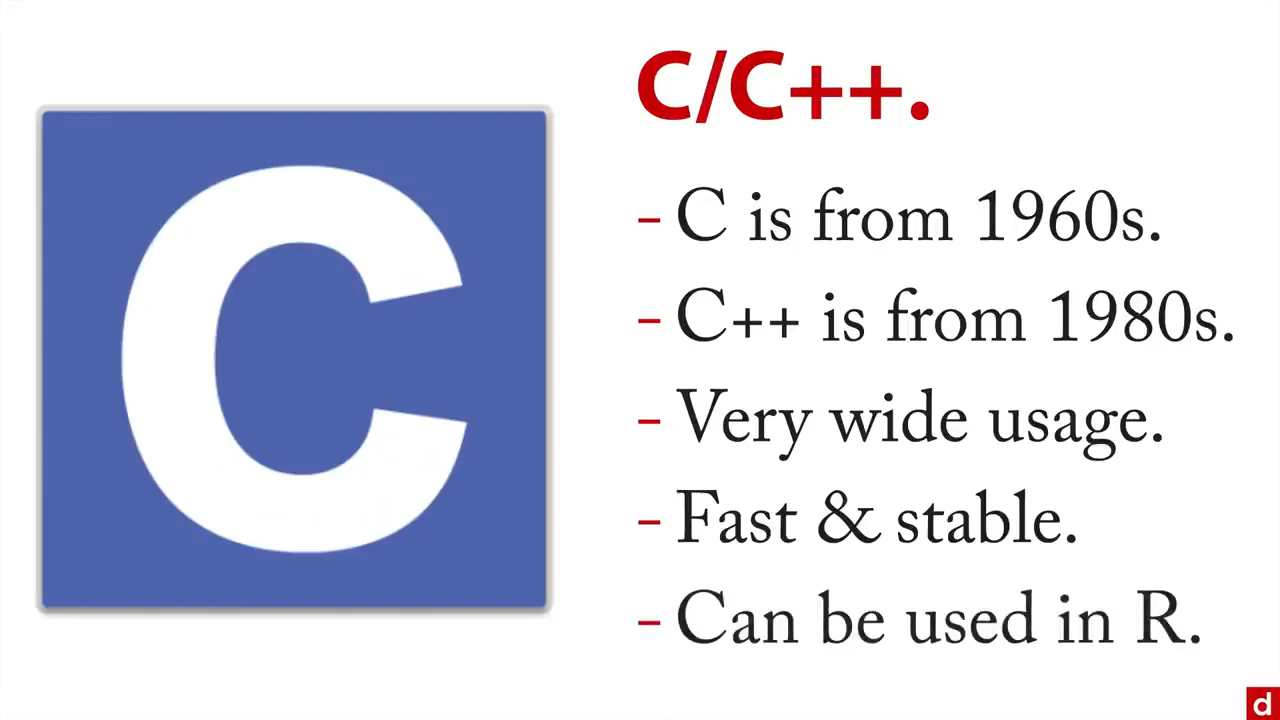 C
C/C++.
- C is from 1960s.
- C++ is from 1980s.
- Very wide usage.
- Fast & stable.
- Can be used in R.
d